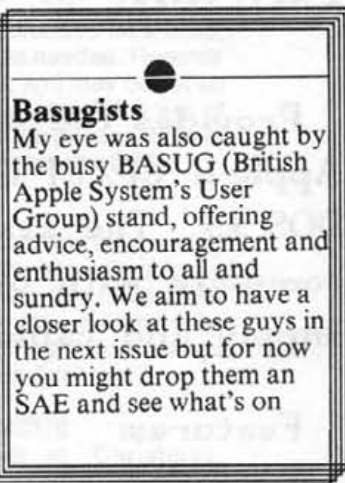 Basugists
My eye was also caught by
the busy BASUG (British
Apple System's User
Group) stand, offering
advice, encouragement and
enthusiasm to all and
sundry. We aim to have a
closer look at these guys in
the next issue but for now
you might drop them an
SAE and see what's on